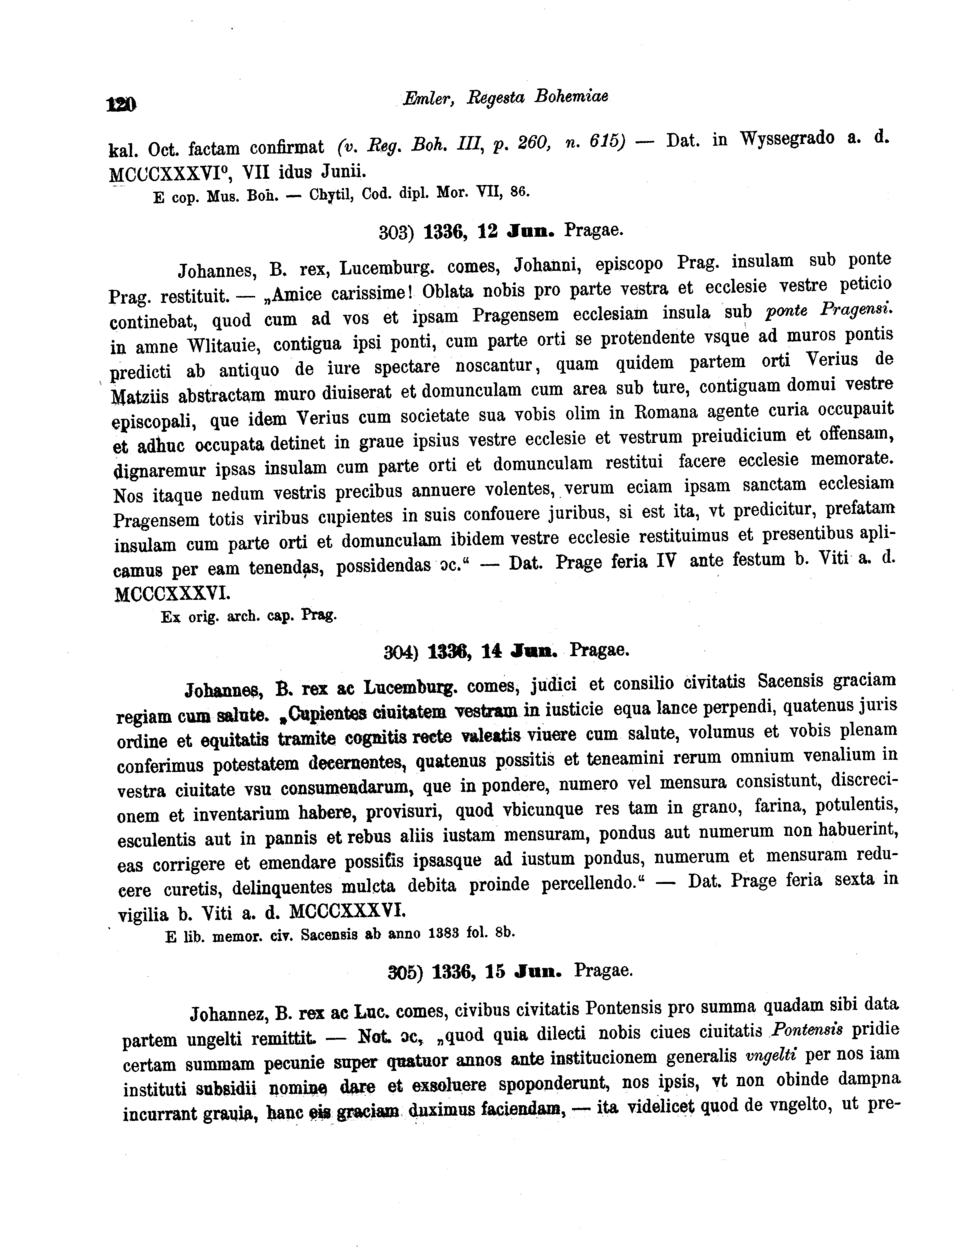 120
Emler, Regesta Bohemiae
kal. Oct. factam confirmat (v. Reg. Boh. III, p. 260, n. 615) — Dat. in Wyssegrado a. d.
MCCCXXXVI⁰, VII idus Junii.
E cop. Mus. Boh. — Chytil, Cod. dipl. Mor. VII, 86.
303) 1336, 12 Jun. Pragae.
Johannes, B. rex, Lucemburg. comes, Johanni, episcopo Prag. insulam sub ponte
Prag. restituit. — „Amice carissime! Oblata nobis pro parte vestra et ecclesie vestre peticio
continebat, quod cum ad vos et ipsam Pragensem ecclesiam insula sub ponte Pragensi.
in amne Wlitauie, contigua ipsi ponti, cum parte orti se protendente vsque ad muros pontis
predicti ab antiquo de iure spectare noscantur, quam quidem partem orti Verius de
Matziis abstractam muro diuiserat et domunculam cum area sub ture, contiguam domui vestre
episcopali, que idem Verius cum societate sua vobis olim in Romana agente curia occupauit
et adhuc occupata detinet in graue ipsius vestre ecclesie et vestrum preiudicium et offensam,
dignaremur ipsas insulam cum parte orti et domunculam restitui facere ecclesie memorate.
Nos itaque nedum vestris precibus annuere volentes, verum eciam ipsam sanctam ecclesiam
Pragensem totis viribus cupientes in suis confouere juribus, si est ita, vt predicitur, prefatam
insulam cum parte orti et domunculam ibidem vestre ecclesie restituimus et presentibus apli-
camus per eam tenendas, possidendas ɔc.“ — Dat. Prage feria IV ante festum b. Viti a. d.
MCCCXXXVI.
Ex orig. arch. cap. Prag.
304) 1336, 14 Jun. Pragae.
Johannes, B. rex ac Lucemburg. comes, judici et consilio civitatis Sacensis graciam
regiam cum salute. „Cupientes ciuitatem vestram in iusticie equa lance perpendi, quatenus juris
ordine et equitatis tramite cognitis recte valeatis viuere cum salute, volumus et vobis plenam
conferimus potestatem decernentes, quatenus possitis et teneamini rerum omnium venalium in
vestra ciuitate vsu consumendarum, que in pondere, numero vel mensura consistunt, discreci-
onem et inventarium habere, provisuri, quod vbicunque res tam in grano, farina, potulentis,
esculentis aut in pannis et rebus aliis iustam mensuram, pondus aut numerum non habuerint,
eas corrigere et emendare possitis ipsasque ad iustum pondus, numerum et mensuram redu-
cere curetis, delinquentes mulcta debita proinde percellendo.“ — Dat. Prage feria sexta in
vigilia b. Viti a. d. MCCCXXXVI.
E lib. memor. civ. Sacensis ab anno 1383 fol. 8b.
305) 1336, 15 Jun. Pragae.
Johannez, B. rex ac Luc. comes, civibus civitatis Pontensis pro summa quadam sibi data
partem ungelti remittit. — Not. ɔc, „quod quia dilecti nobis ciues ciuitatis Pontensis pridie
certam summam pecunie super quatuor annos ante institucionem generalis vngelti per nos iam
instituti subsidii nomine dare et exsoluere spoponderunt, nos ipsis, vt non obinde dampna
incurrant grauia, hanc eis graciam duximus faciendam, — ita videlicet quod de vngelto, ut pre-